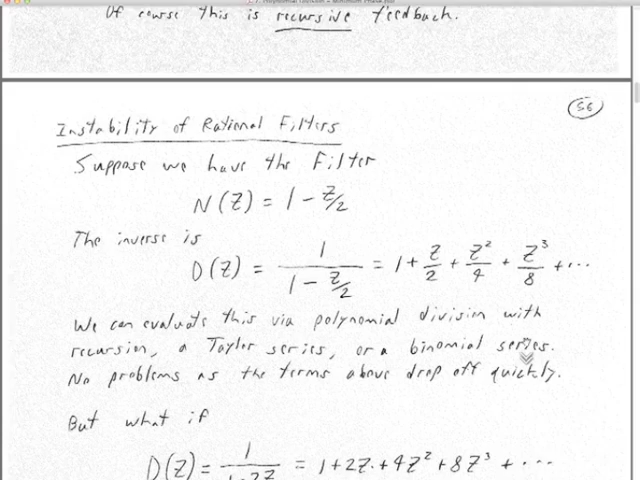 Of course this is recursive feedback.
56
Instability of Rational Filters
Suppose we have the Filter
N(Z) = 1 - Z/2
The inverse is
D(Z) = 1 / (1 - Z/2) = 1 + Z/2 + Z²/4 + Z³/8 + ...
We can evaluate this via polynomial division with
recursion, a Taylor series, or a binomial series.
No problems as the terms above drop off quickly.
But what if
D(Z) = 1 / (1-2Z) = 1 + 2Z + 4Z² + 8Z³ + ...